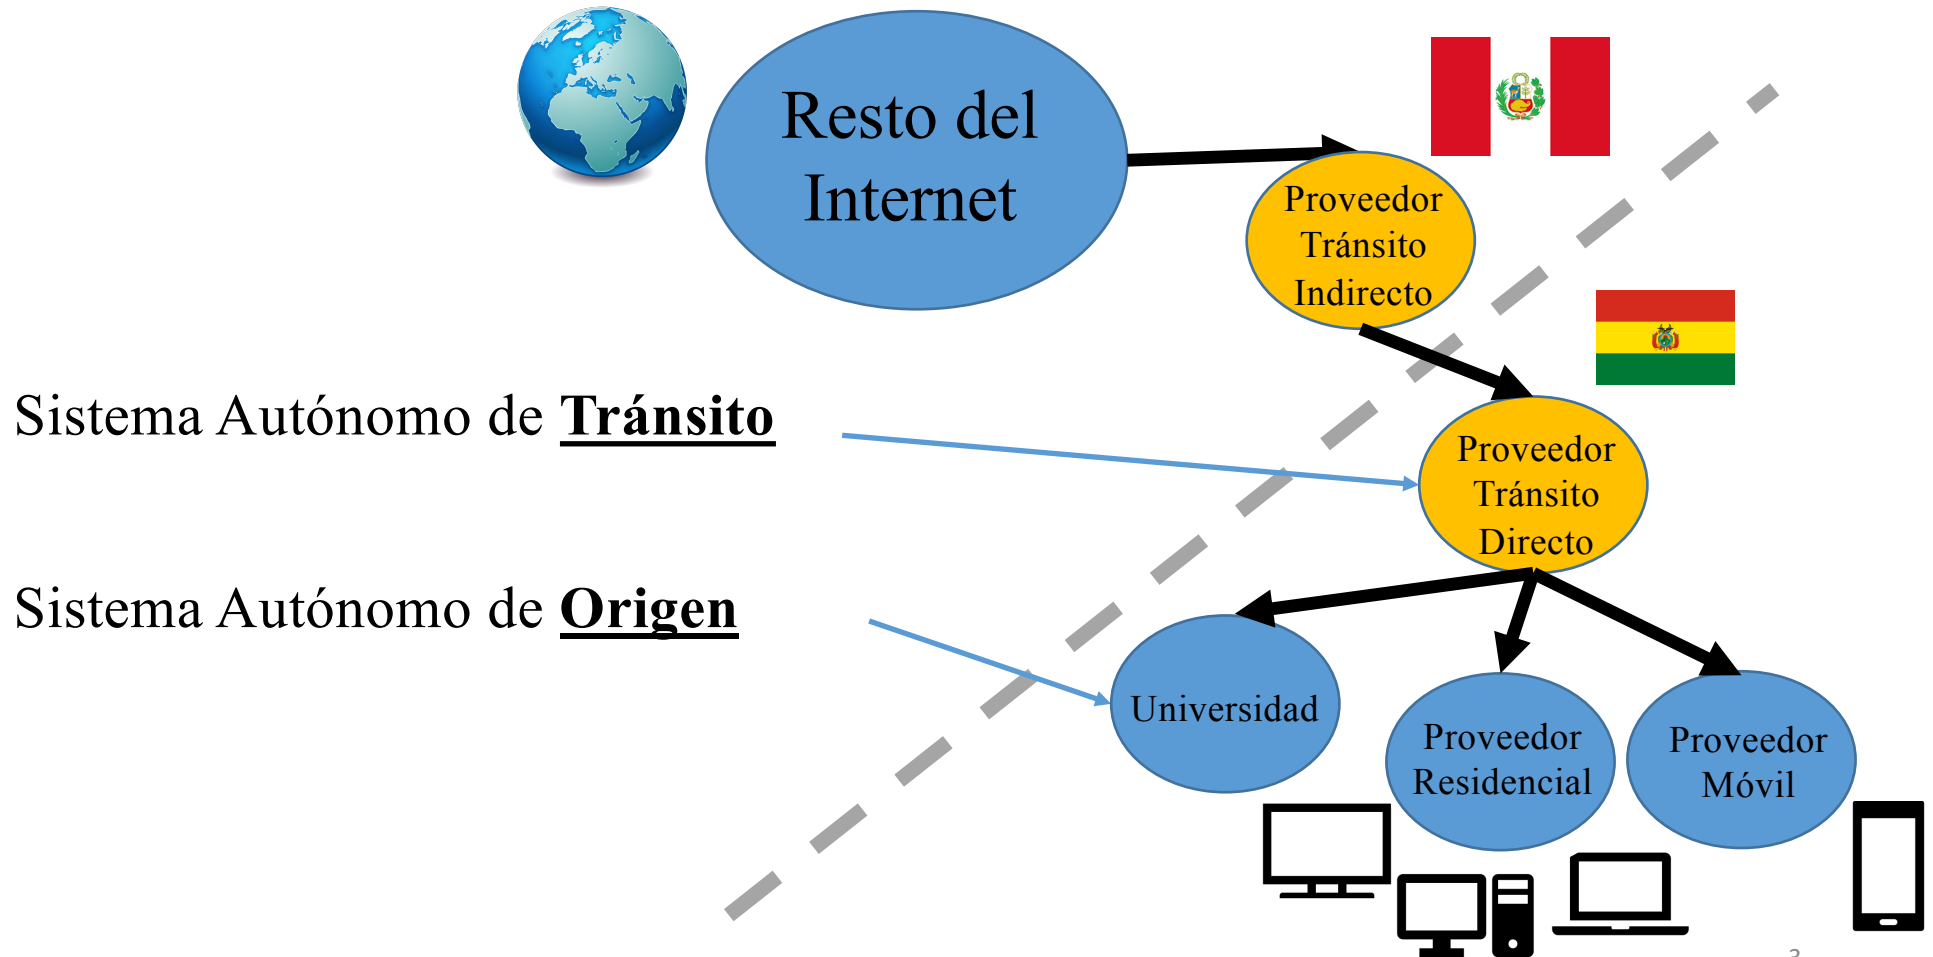 Resto del
Internet
Proveedor
Tránsito
Indirecto
Sistema Autónomo de Tránsito
Proveedor
Tránsito
Directo
Sistema Autónomo de Origen
Universidad
Proveedor
Residencial
Proveedor
Móvil